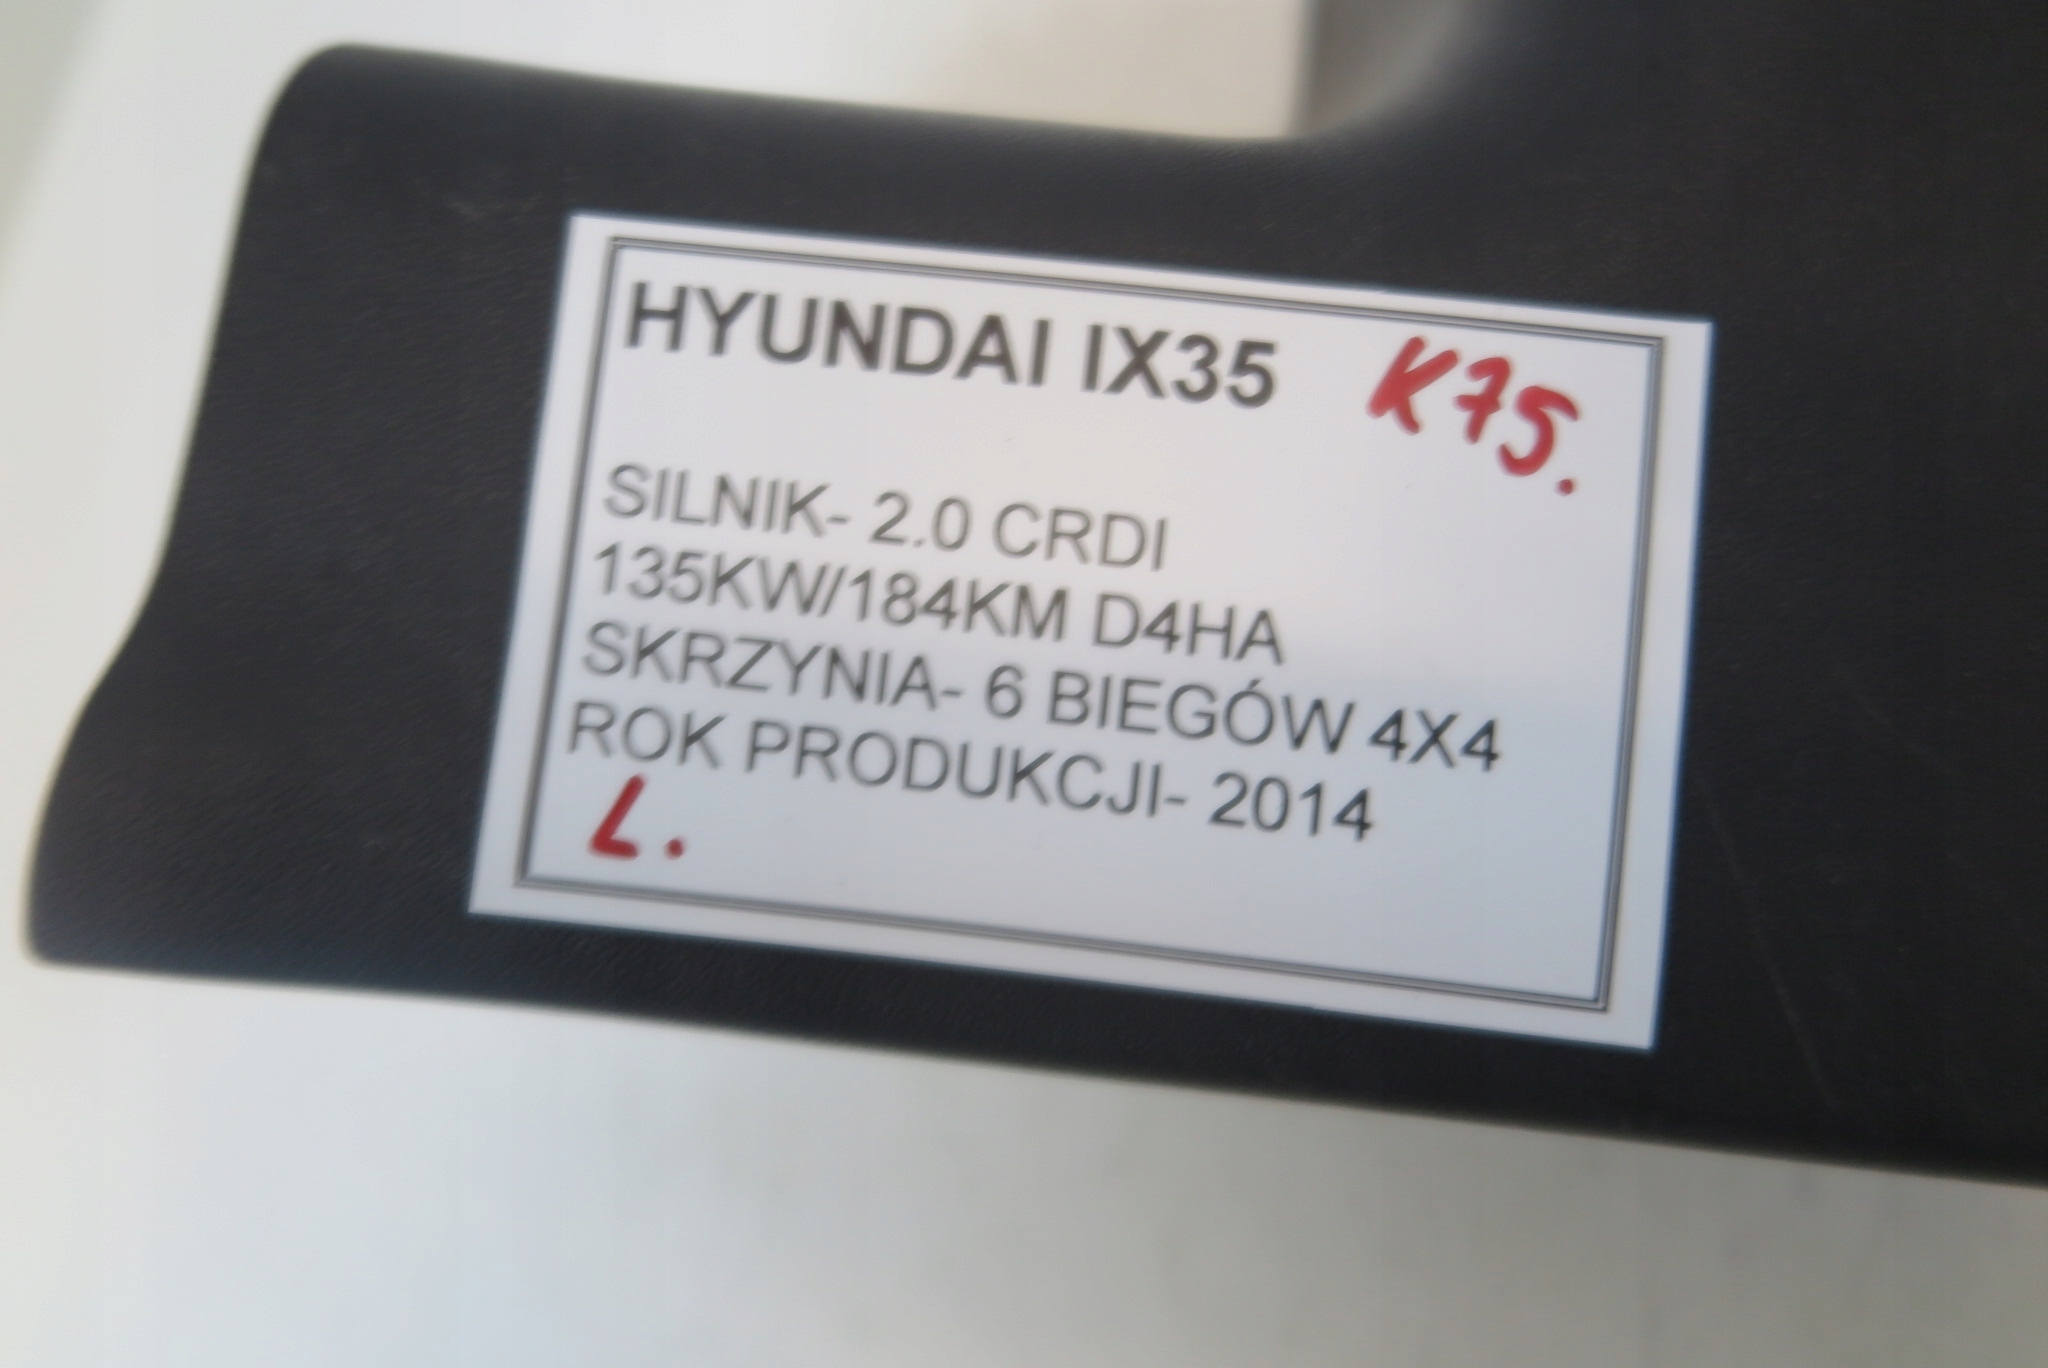 HYUNDAI IX35 K75.
SILNIK- 2.0 CRDI
135KW/184KM D4HA
SKRZYNIA- 6 BIEGÓW 4X4
ROK PRODUKCJI- 2014
L.